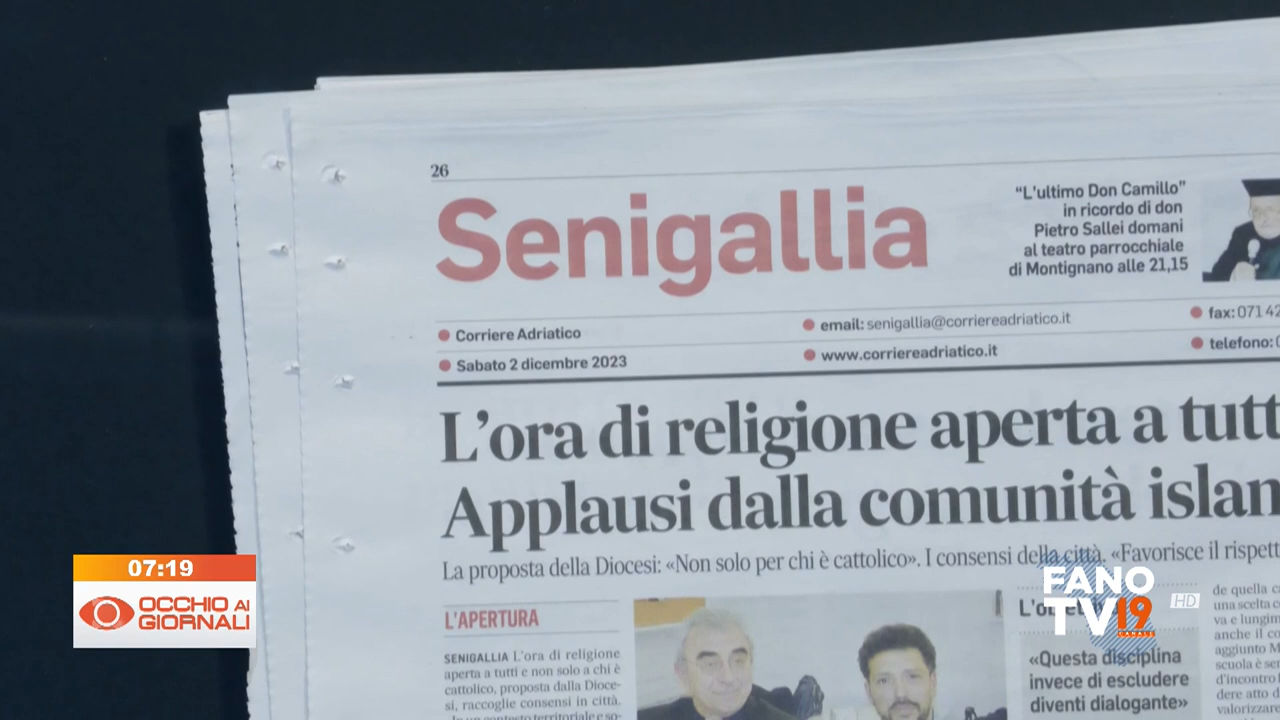 26
Senigallia
"L'ultimo Don Camillo"
in ricordo di don
Pietro Sallei domani
al teatro parrocchiale
di Montignano alle 21,15
Corriere Adriatico
email: senigallia@corriereadriatico.it
fax: 071 42
Sabato 2 dicembre 2023
www.corriereadriatico.it
telefono:
L'ora di religione aperta a tutt
Applausi dalla comunità islam
La proposta della Diocesi: «Non solo per chi è cattolico». I consensi della città. «Favorisce il rispett
L'APERTURA
SENIGALLIA L'ora di religione
aperta a tutti e non solo a chi è
cattolico, proposta dalla Dioce-
si, raccoglie consensi in città.
«Questa disciplina
invece di escludere
diventi dialogante»
de quella
una scelta
va e lungim
anche il
aggiunto M
scuola è
d'incontro
dere atto
valorizzare
07:19
OCCHIO AI
GIORNALI
FANO
TV19
CANALE
HD